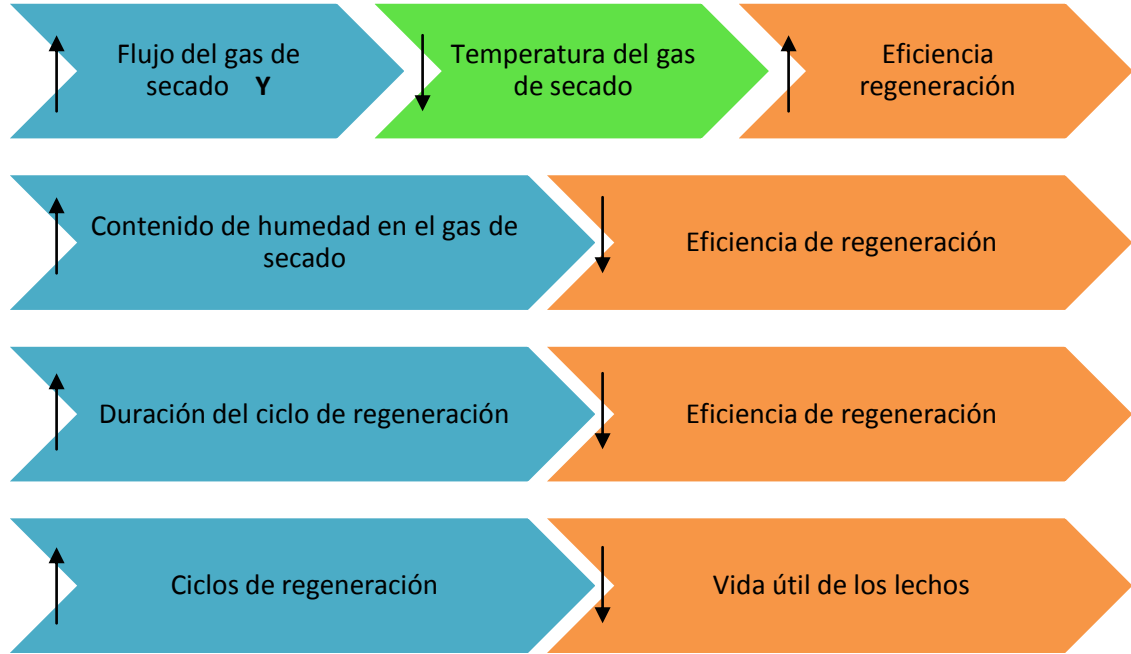 Flujo del gas de
secado Y
Temperatura del gas
de secado
Eficiencia
regeneración
Contenido de humedad en el gas de
secado
Eficiencia de regeneración
Duración del ciclo de regeneración
Eficiencia de regeneración
Ciclos de regeneración
Vida útil de los lechos